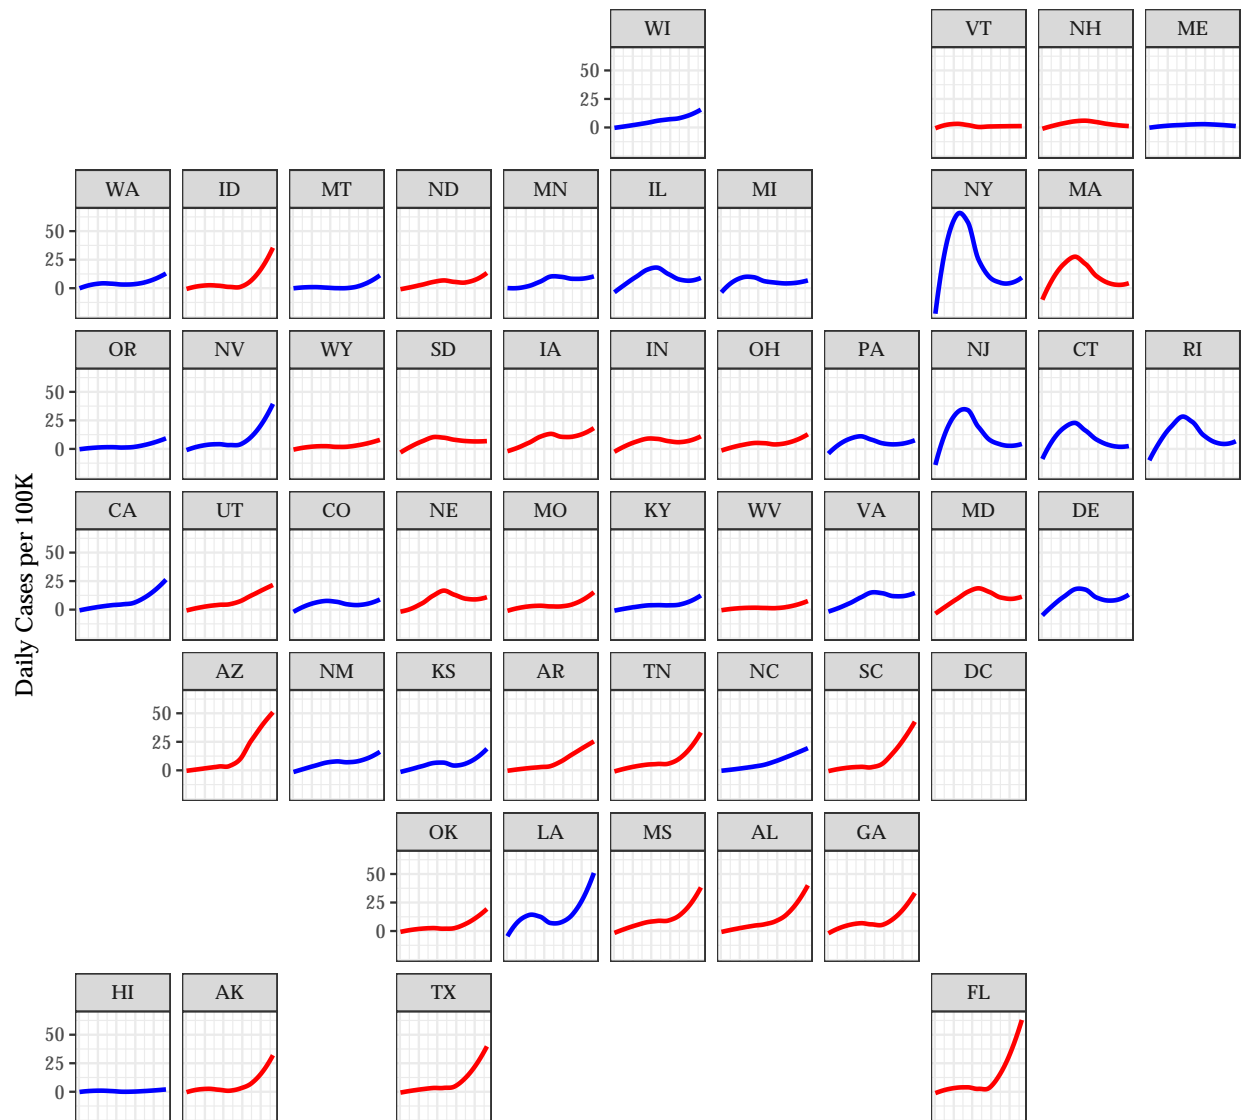 WI VT NH ME
50
25
0
WA ID MT ND MN IL MI NY MA
50
25
0
OR NV WY SD IA IN OH PA NJ CT RI
50
25
0
CA UT CO NE MO KY WV VA MD DE
50
25
0
Daily Cases per 100K
AZ NM KS AR TN NC SC DC
50
25
0
OK LA MS AL GA
50
25
0
HI AK TX FL
50
25
0